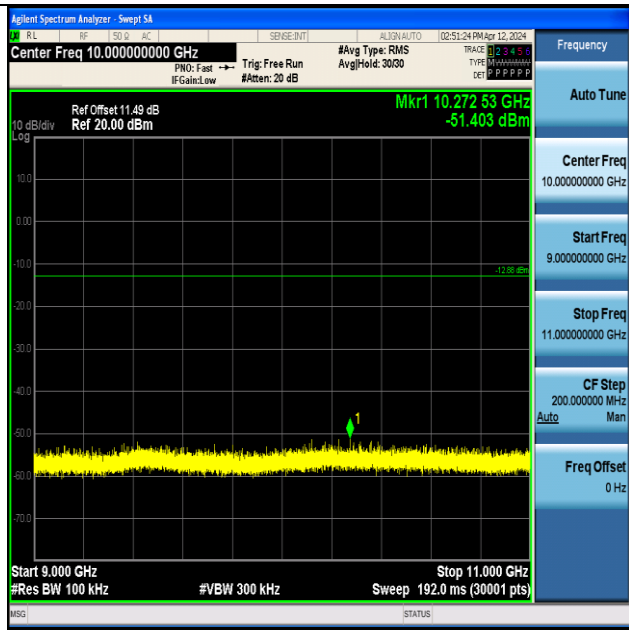 Agilent Spectrum Analyzer - Swept SA
RL RF 50 Ω AC SENSE:INT ALIGN AUTO 02:51:24 PM Apr 12, 2024
Center Freq 10.000000000 GHz
PNO: Fast
IFGain:Low
Trig: Free Run
#Atten: 20 dB
#Avg Type: RMS
Avg|Hold: 30/30
TRACE 1 2 3 4 5 6
TYPE M
DET P P P P P P
Frequency
Auto Tune
Center Freq
10.000000000 GHz
Start Freq
9.000000000 GHz
Stop Freq
11.000000000 GHz
CF Step
200.000000 MHz
Auto Man
Freq Offset
0 Hz
Mkr1 10.272 53 GHz
-51.403 dBm
Ref Offset 11.49 dB
10 dB/div Ref 20.00 dBm
Log
10.0
0.00
-10.0
-12.88 dBm
-20.0
-30.0
-40.0
1
-50.0
-60.0
-70.0
Start 9.000 GHz Stop 11.000 GHz
#Res BW 100 kHz #VBW 300 kHz Sweep 192.0 ms (30001 pts)
MSG STATUS